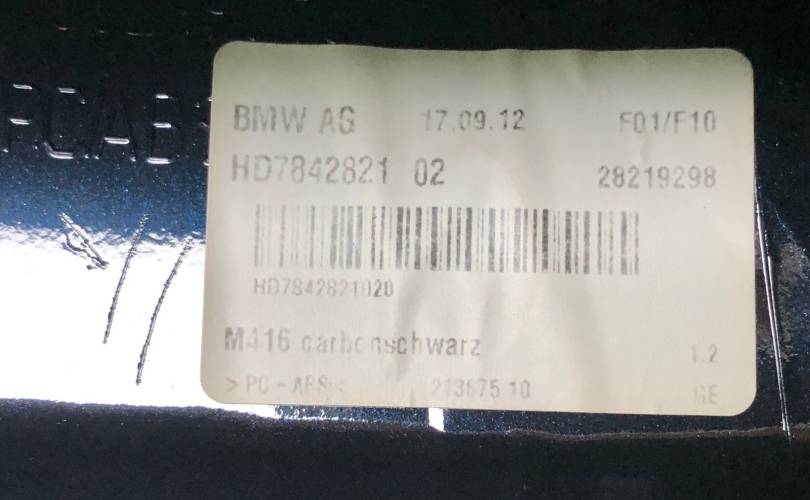 BMW AG 17.09.12 F01/F10
HD7842821 02 28219298
HD7842821020
M416 carbonschwarz
1.2
> PC - ABS < 213675 10 GE
PCAB